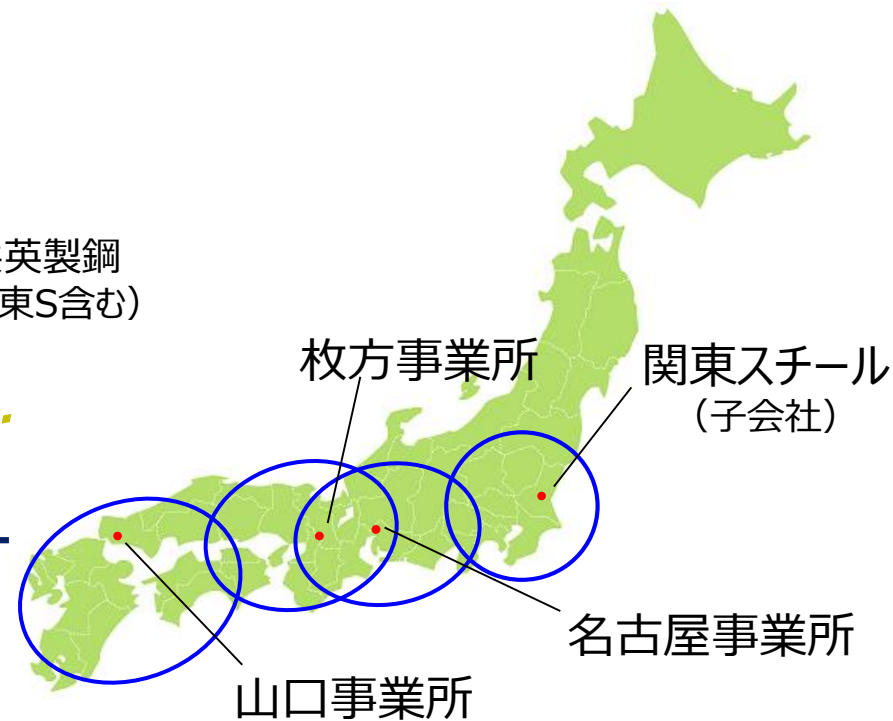 英製鋼
東S含む）
枚方事業所
関東スチール
（子会社）
名古屋事業所
山口事業所